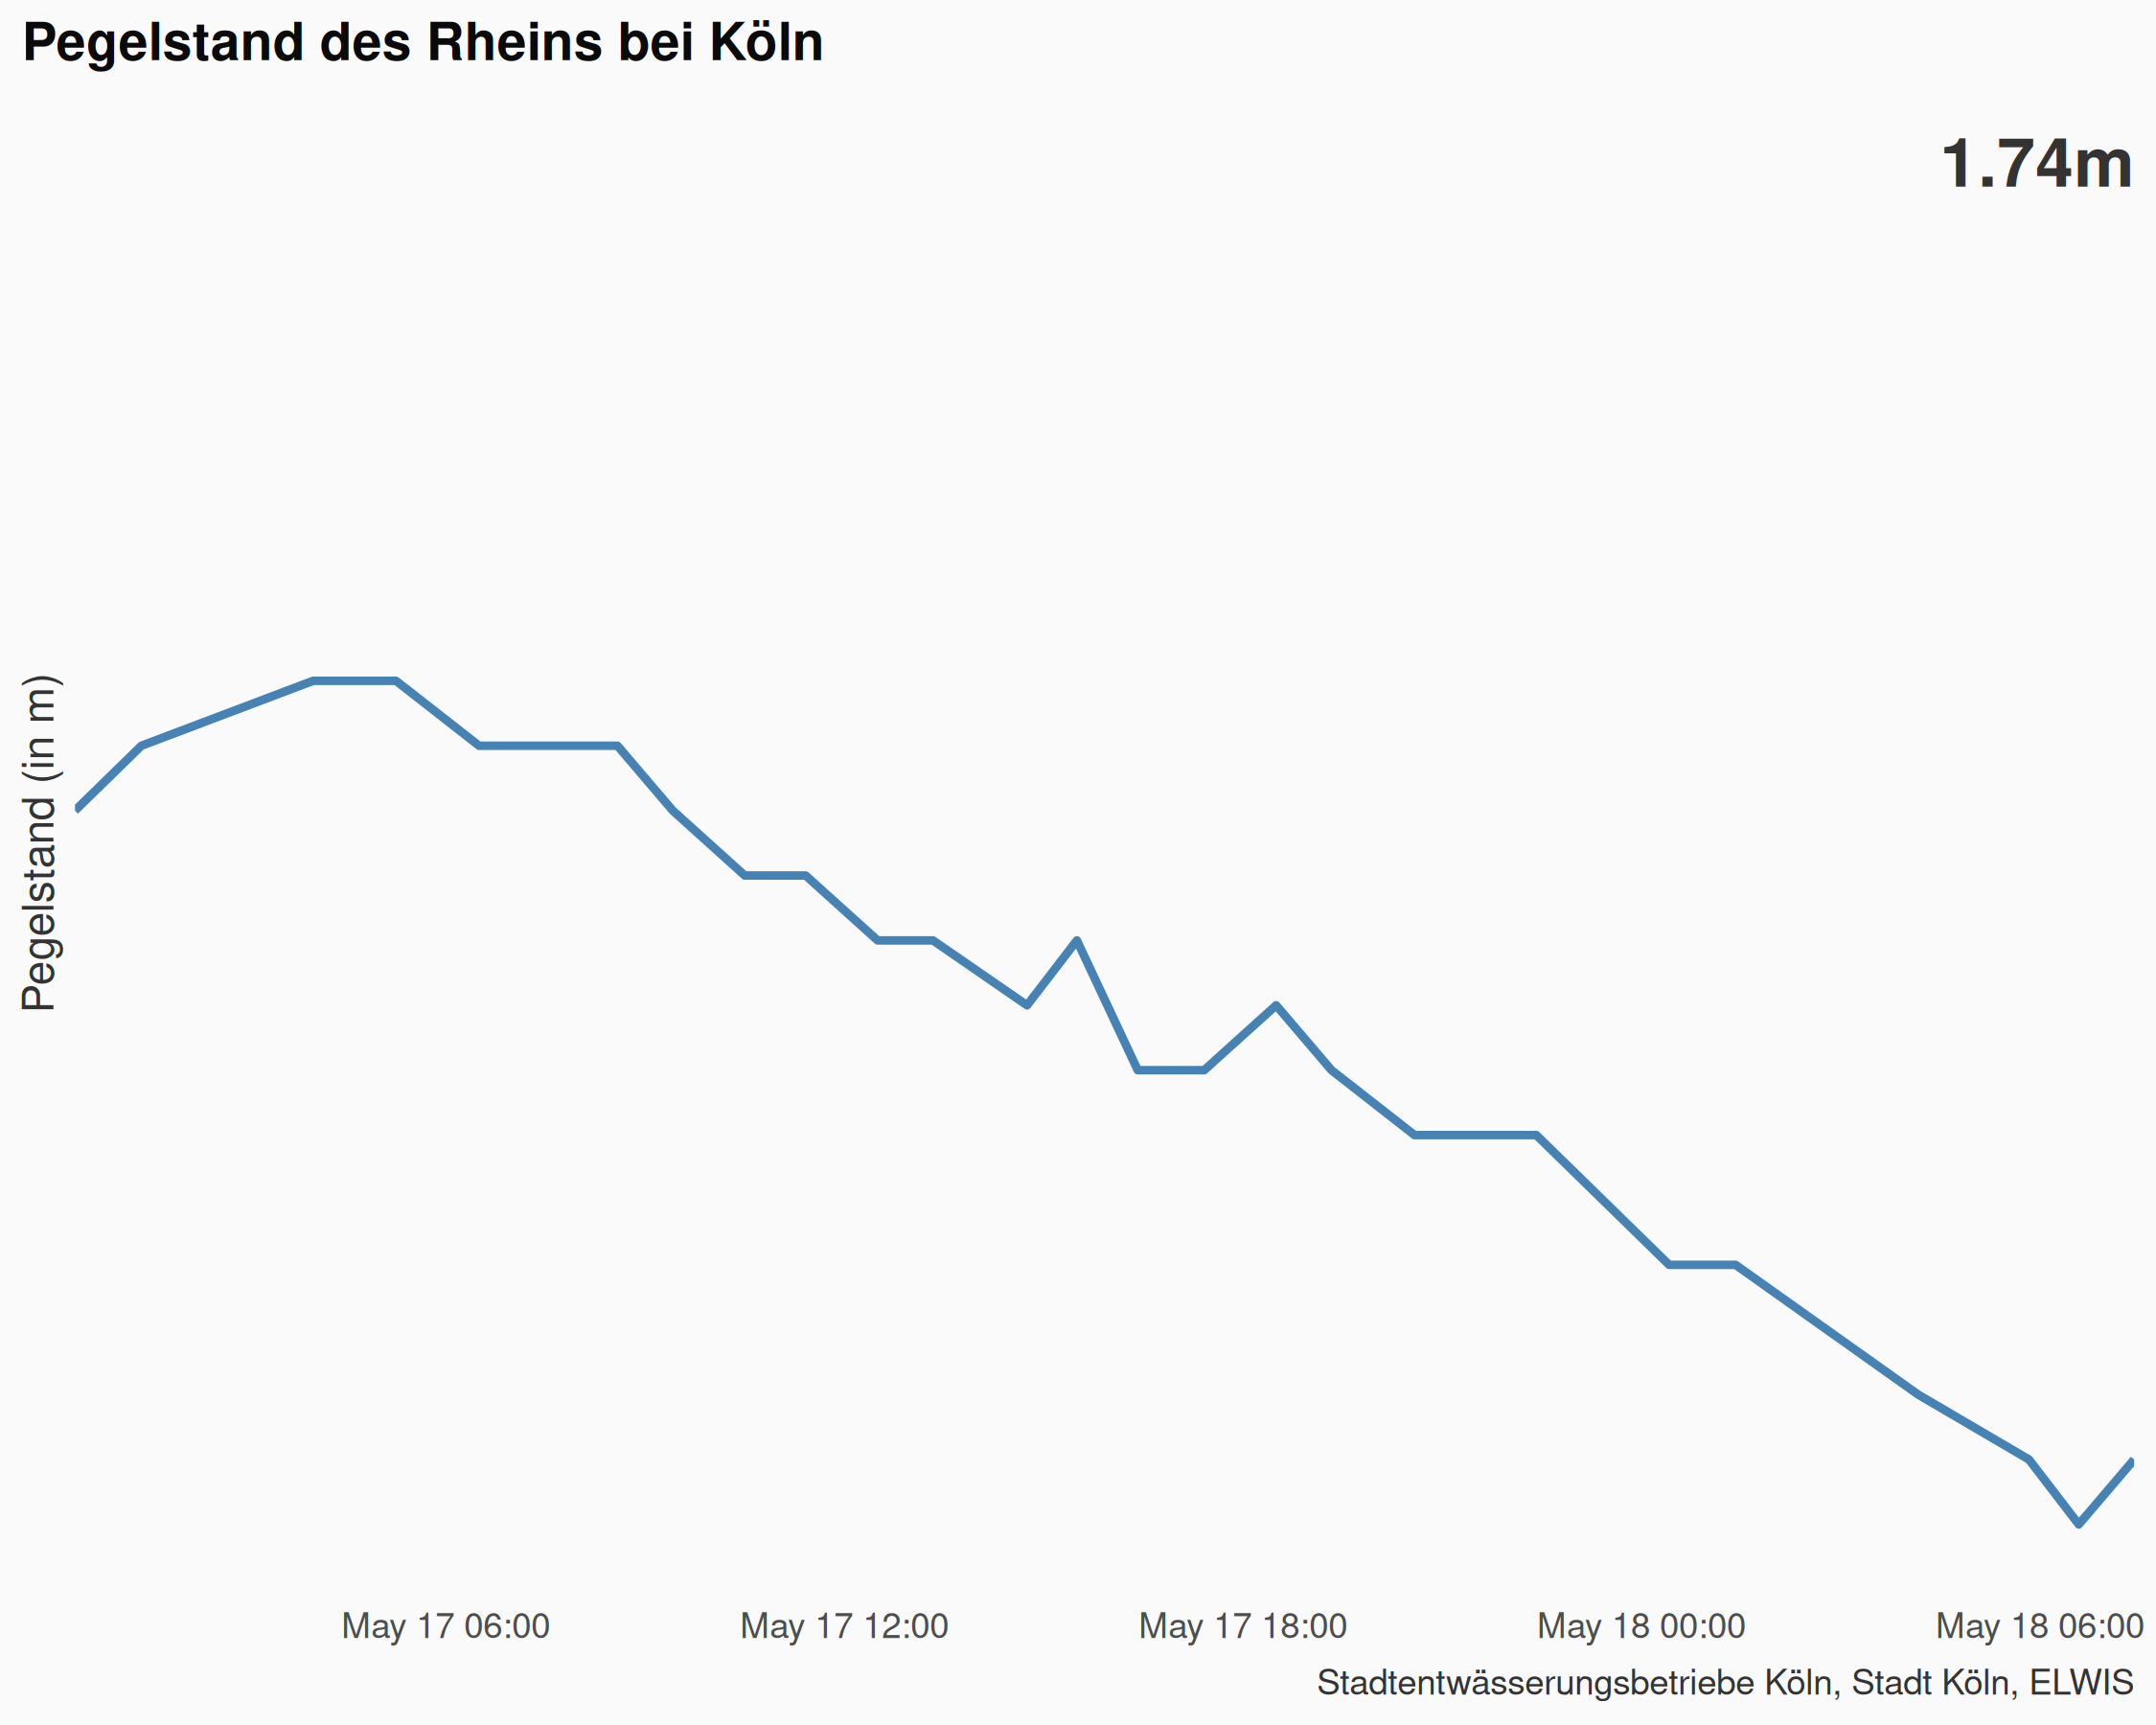 Pegelstand des Rheins bei Köln
1.74m
Pegelstand (in m)
May 17 06:00 May 17 12:00 May 17 18:00 May 18 00:00 May 18 06:00
Stadtentwässerungsbetriebe Köln, Stadt Köln, ELWIS